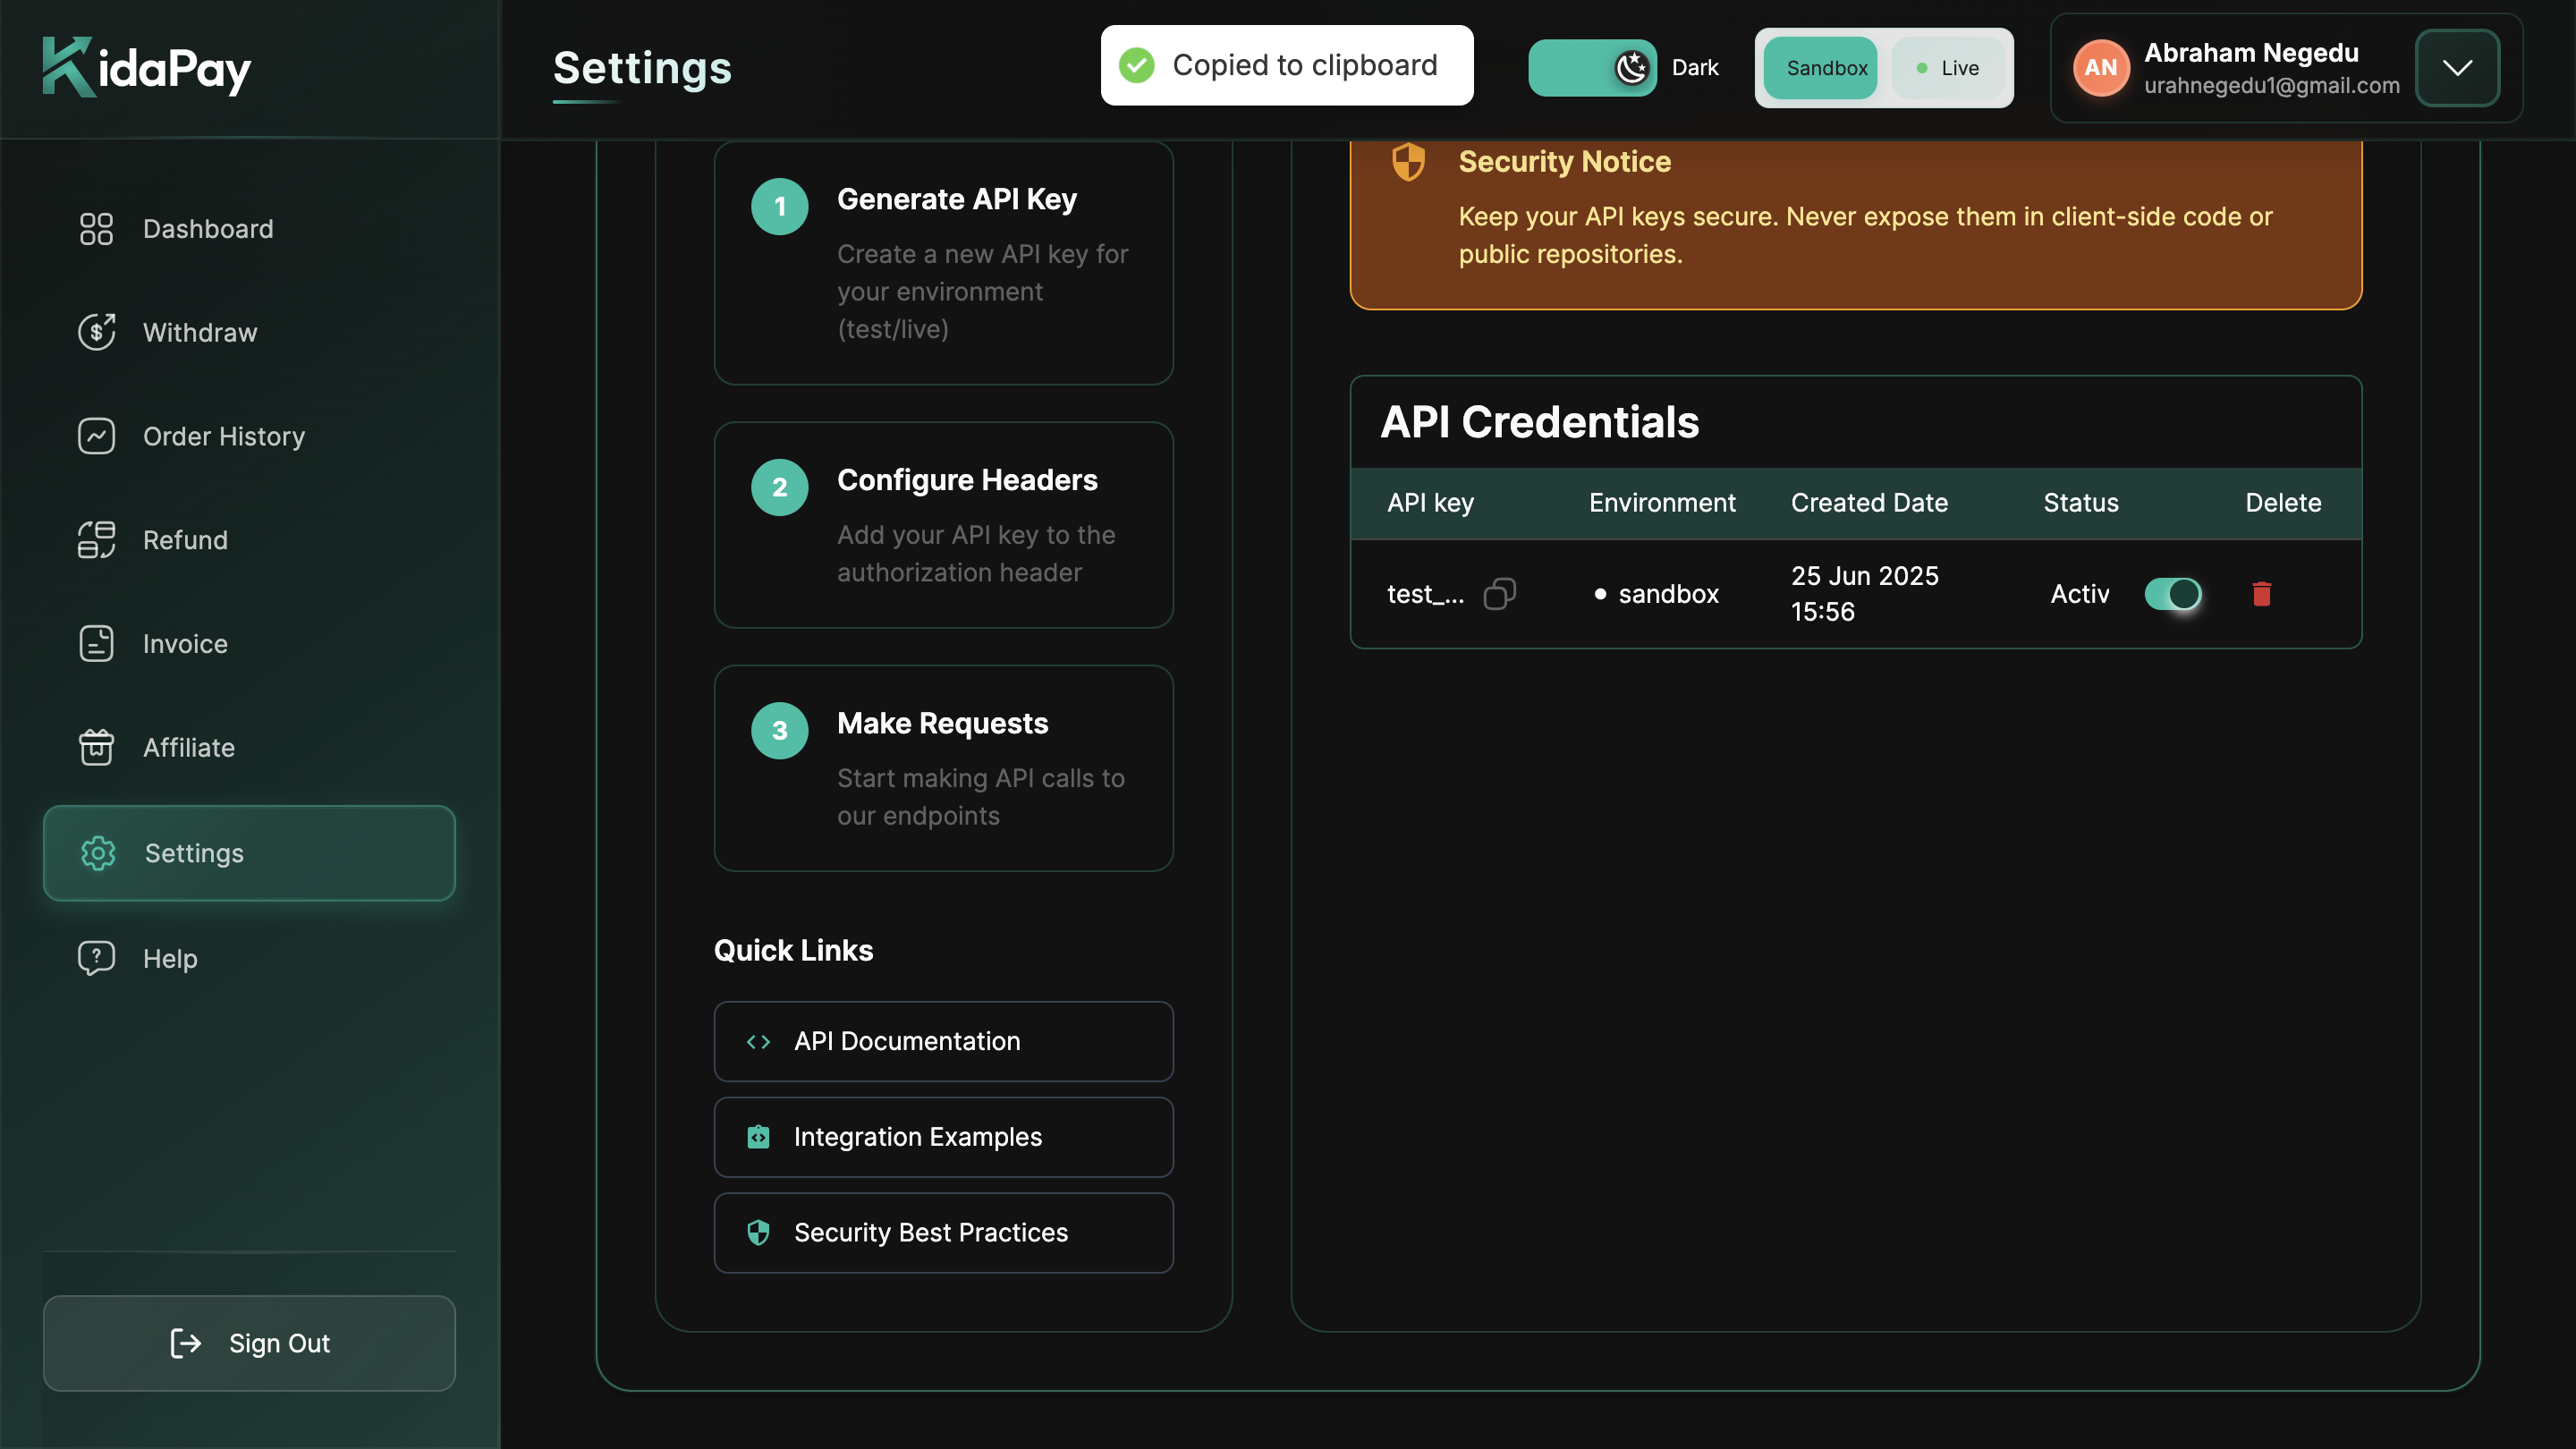 KidaPay
Dashboard
Withdraw
Order History
Refund
Invoice
Affiliate
Settings
Help
Sign Out
Settings
Copied to clipboard
Dark
Sandbox
Live
AN
Abraham Negedu
urahnegedu1@gmail.com
1
Generate API Key
Create a new API key for
your environment
(test/live)
2
Configure Headers
Add your API key to the
authorization header
3
Make Requests
Start making API calls to
our endpoints
Quick Links
API Documentation
Integration Examples
Security Best Practices
Security Notice
Keep your API keys secure. Never expose them in client-side code or
public repositories.
API Credentials
API key Environment Created Date Status Delete
test_... sandbox 25 Jun 2025 Activ
15:56